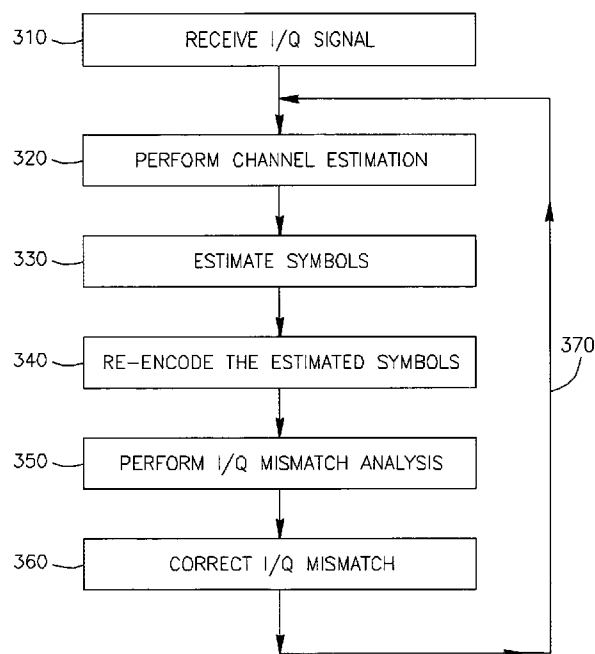 310 RECEIVE I/Q SIGNAL
320 PERFORM CHANNEL ESTIMATION
330 ESTIMATE SYMBOLS
340 RE-ENCODE THE ESTIMATED SYMBOLS
370
350 PERFORM I/Q MISMATCH ANALYSIS
360 CORRECT I/Q MISMATCH